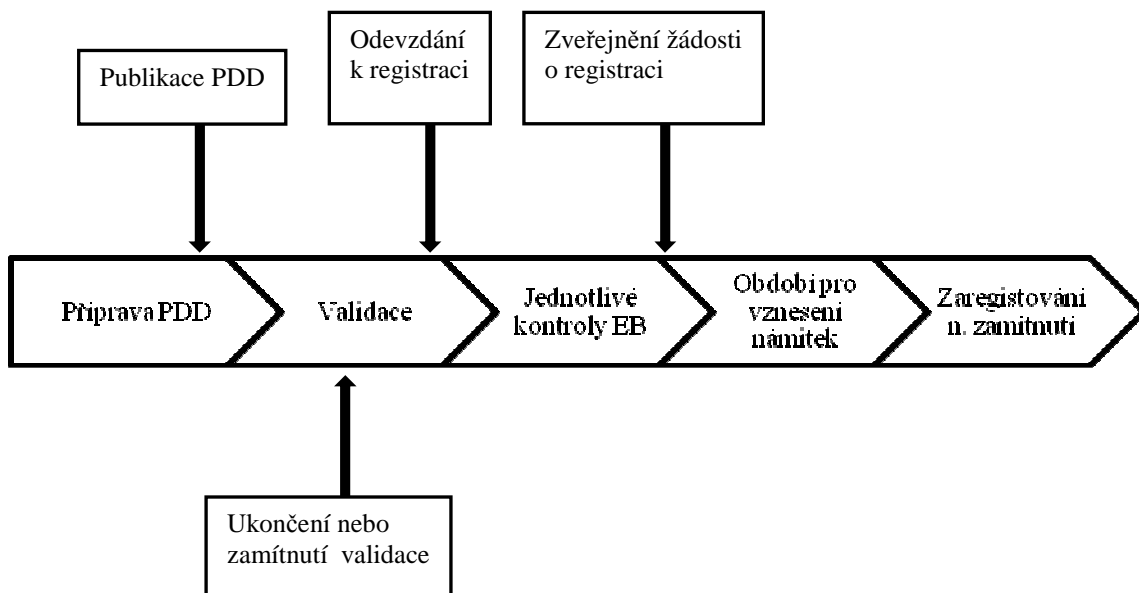 Publikace PDD
Odevzdání
k registraci
Zveřejnění žádosti
o registraci
Příprava PDD
Validace
Jednotlivé
kontroly EB
Období pro
vznesení
námitek
Zaregistování
n. zamítnutí
Ukončení nebo
zamítnutí validace